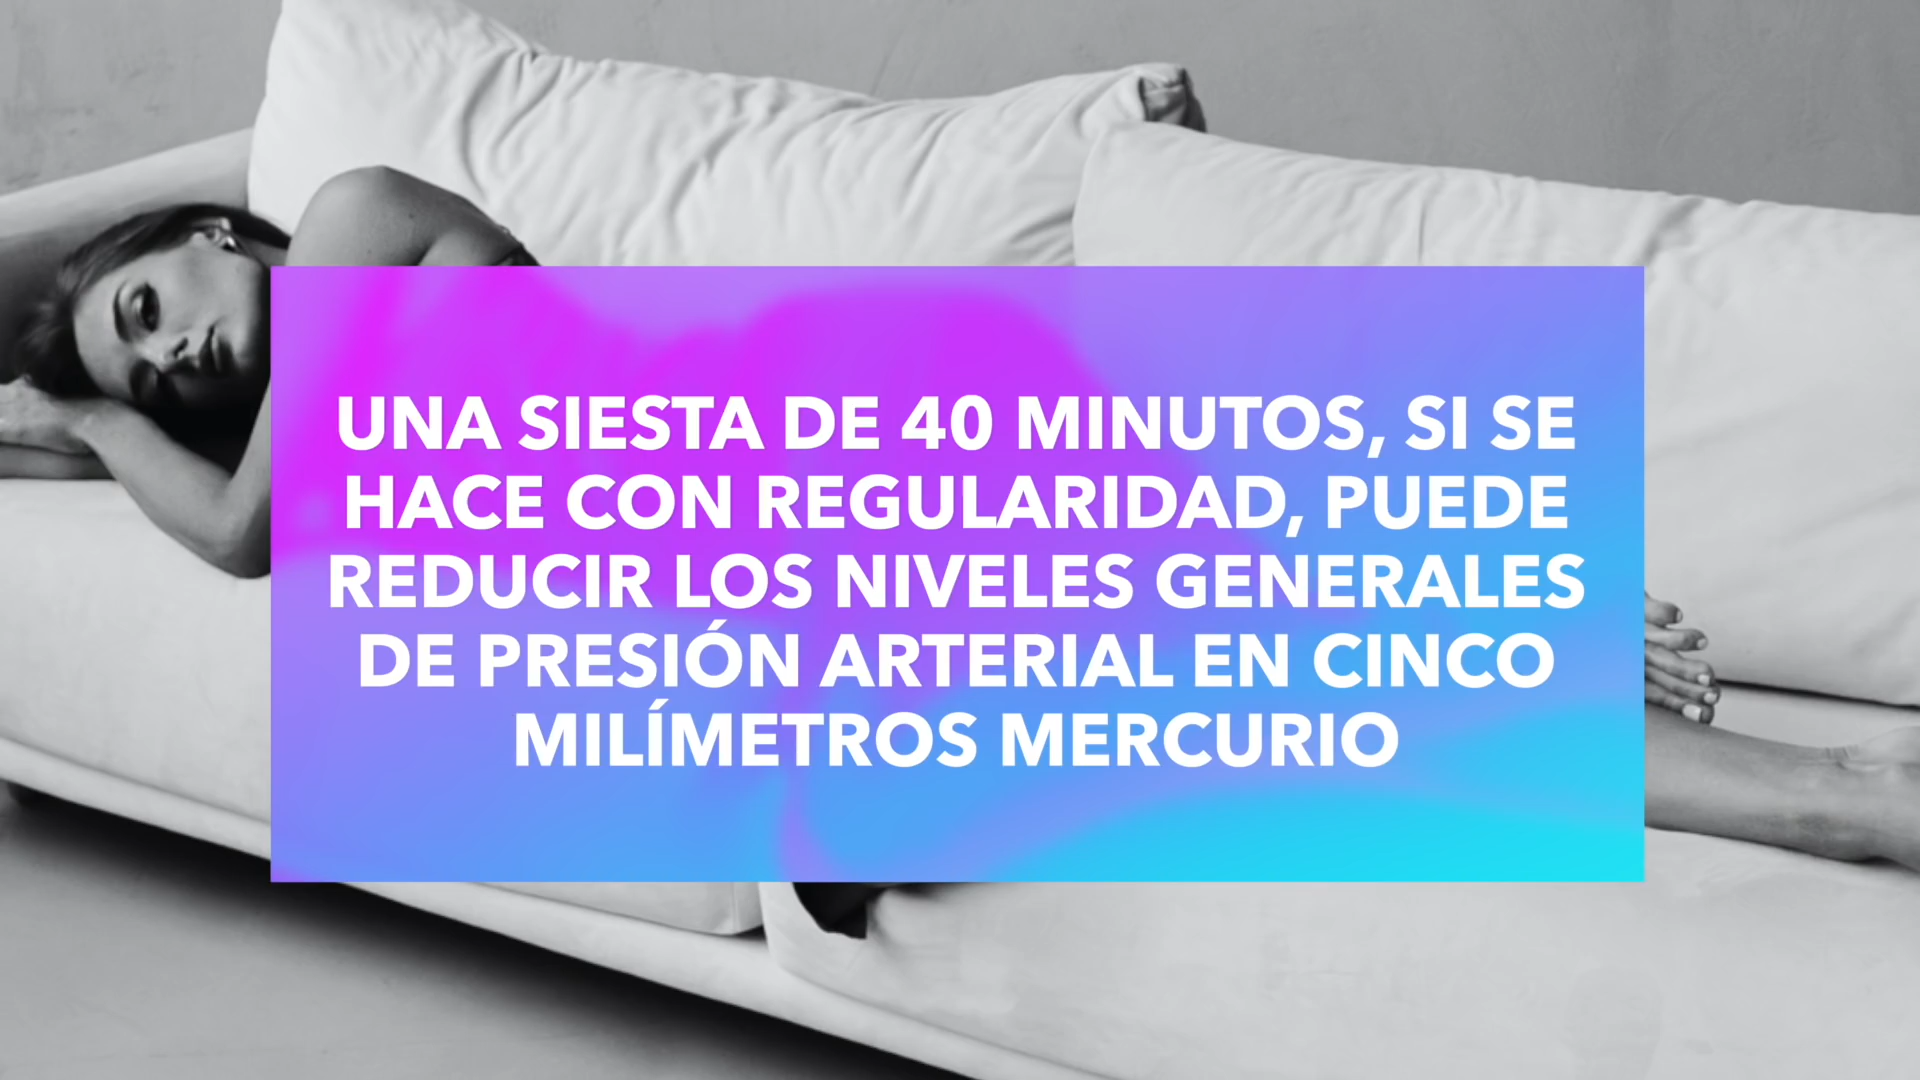 UNA SIESTA DE 40 MINUTOS, SI SE
HACE CON REGULARIDAD, PUEDE
REDUCIR LOS NIVELES GENERALES
DE PRESIÓN ARTERIAL EN CINCO
MILÍMETROS MERCURIO